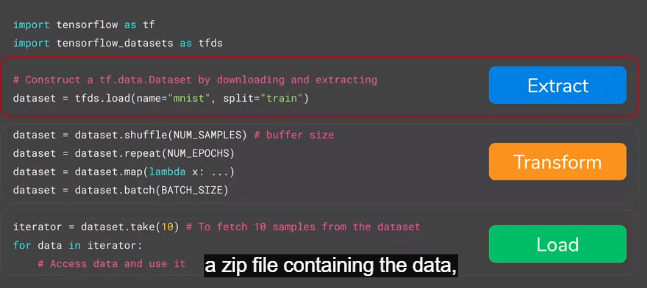 import tensorflow as tf
import tensorflow_datasets as tfds
# Construct a tf.data.Dataset by downloading and extracting
dataset = tfds.load(name="mnist", split="train")
Extract
dataset = dataset.shuffle(NUM_SAMPLES) # buffer size
dataset = dataset.repeat(NUM_EPOCHS)
dataset = dataset.map(lambda x: ...)
dataset = dataset.batch(BATCH_SIZE)
Transform
iterator = dataset.take(10) # To fetch 10 samples from the dataset
for data in iterator:
# Access data and use it
Load
a zip file containing the data,